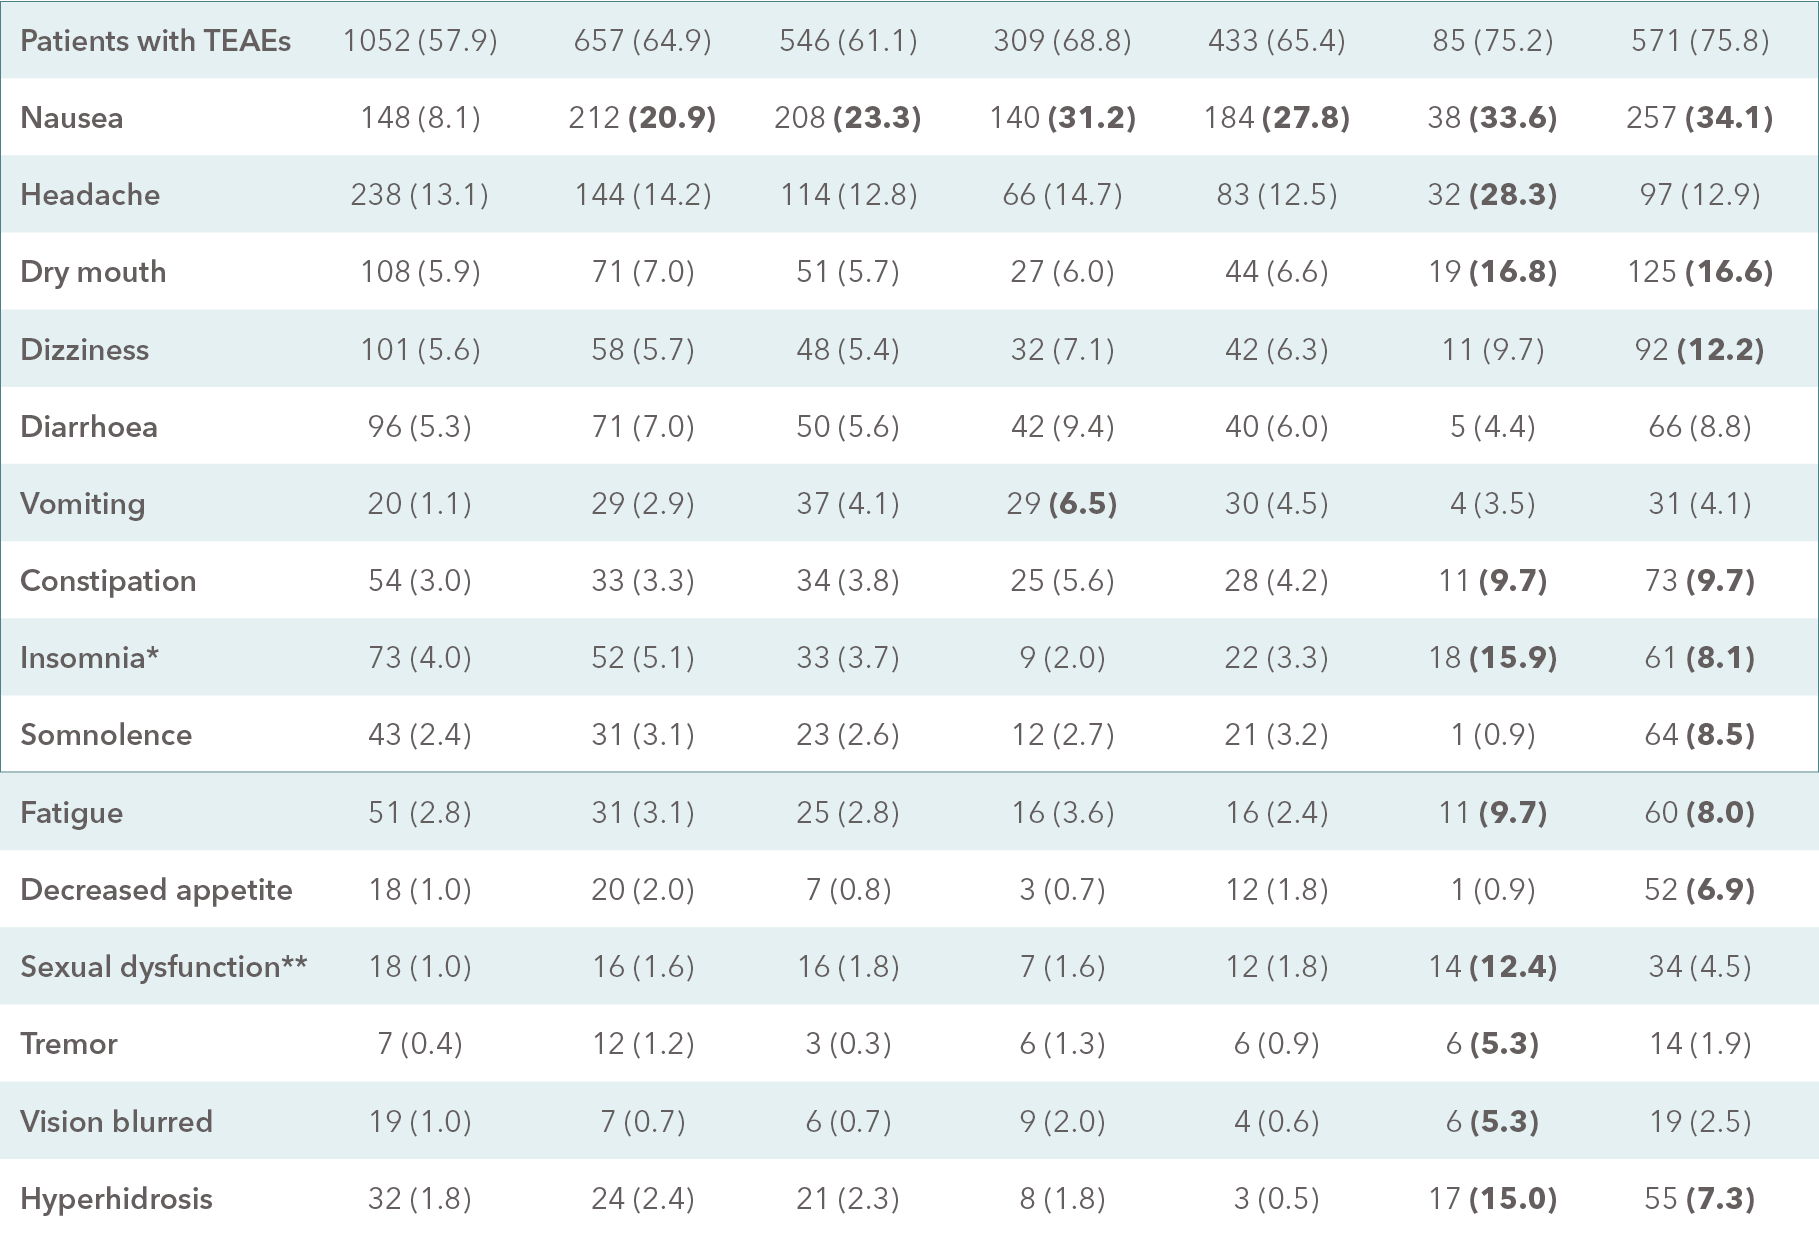 Patients with TEAEs 1052 (57.9) 657 (64.9) 546 (61.1) 309 (68.8) 433 (65.4) 85 (75.2) 571 (75.8)
Nausea 148 (8.1) 212 (20.9) 208 (23.3) 140 (31.2) 184 (27.8) 38 (33.6) 257 (34.1)
Headache 238 (13.1) 144 (14.2) 114 (12.8) 66 (14.7) 83 (12.5) 32 (28.3) 97 (12.9)
Dry mouth 108 (5.9) 71 (7.0) 51 (5.7) 27 (6.0) 44 (6.6) 19 (16.8) 125 (16.6)
Dizziness 101 (5.6) 58 (5.7) 48 (5.4) 32 (7.1) 42 (6.3) 11 (9.7) 92 (12.2)
Diarrhoea 96 (5.3) 71 (7.0) 50 (5.6) 42 (9.4) 40 (6.0) 5 (4.4) 66 (8.8)
Vomiting 20 (1.1) 29 (2.9) 37 (4.1) 29 (6.5) 30 (4.5) 4 (3.5) 31 (4.1)
Constipation 54 (3.0) 33 (3.3) 34 (3.8) 25 (5.6) 28 (4.2) 11 (9.7) 73 (9.7)
Insomnia* 73 (4.0) 52 (5.1) 33 (3.7) 9 (2.0) 22 (3.3) 18 (15.9) 61 (8.1)
Somnolence 43 (2.4) 31 (3.1) 23 (2.6) 12 (2.7) 21 (3.2) 1 (0.9) 64 (8.5)
Fatigue 51 (2.8) 31 (3.1) 25 (2.8) 16 (3.6) 16 (2.4) 11 (9.7) 60 (8.0)
Decreased appetite 18 (1.0) 20 (2.0) 7 (0.8) 3 (0.7) 12 (1.8) 1 (0.9) 52 (6.9)
Sexual dysfunction** 18 (1.0) 16 (1.6) 16 (1.8) 7 (1.6) 12 (1.8) 14 (12.4) 34 (4.5)
Tremor 7 (0.4) 12 (1.2) 3 (0.3) 6 (1.3) 6 (0.9) 6 (5.3) 14 (1.9)
Vision blurred 19 (1.0) 7 (0.7) 6 (0.7) 9 (2.0) 4 (0.6) 6 (5.3) 19 (2.5)
Hyperhidrosis 32 (1.8) 24 (2.4) 21 (2.3) 8 (1.8) 3 (0.5) 17 (15.0) 55 (7.3)